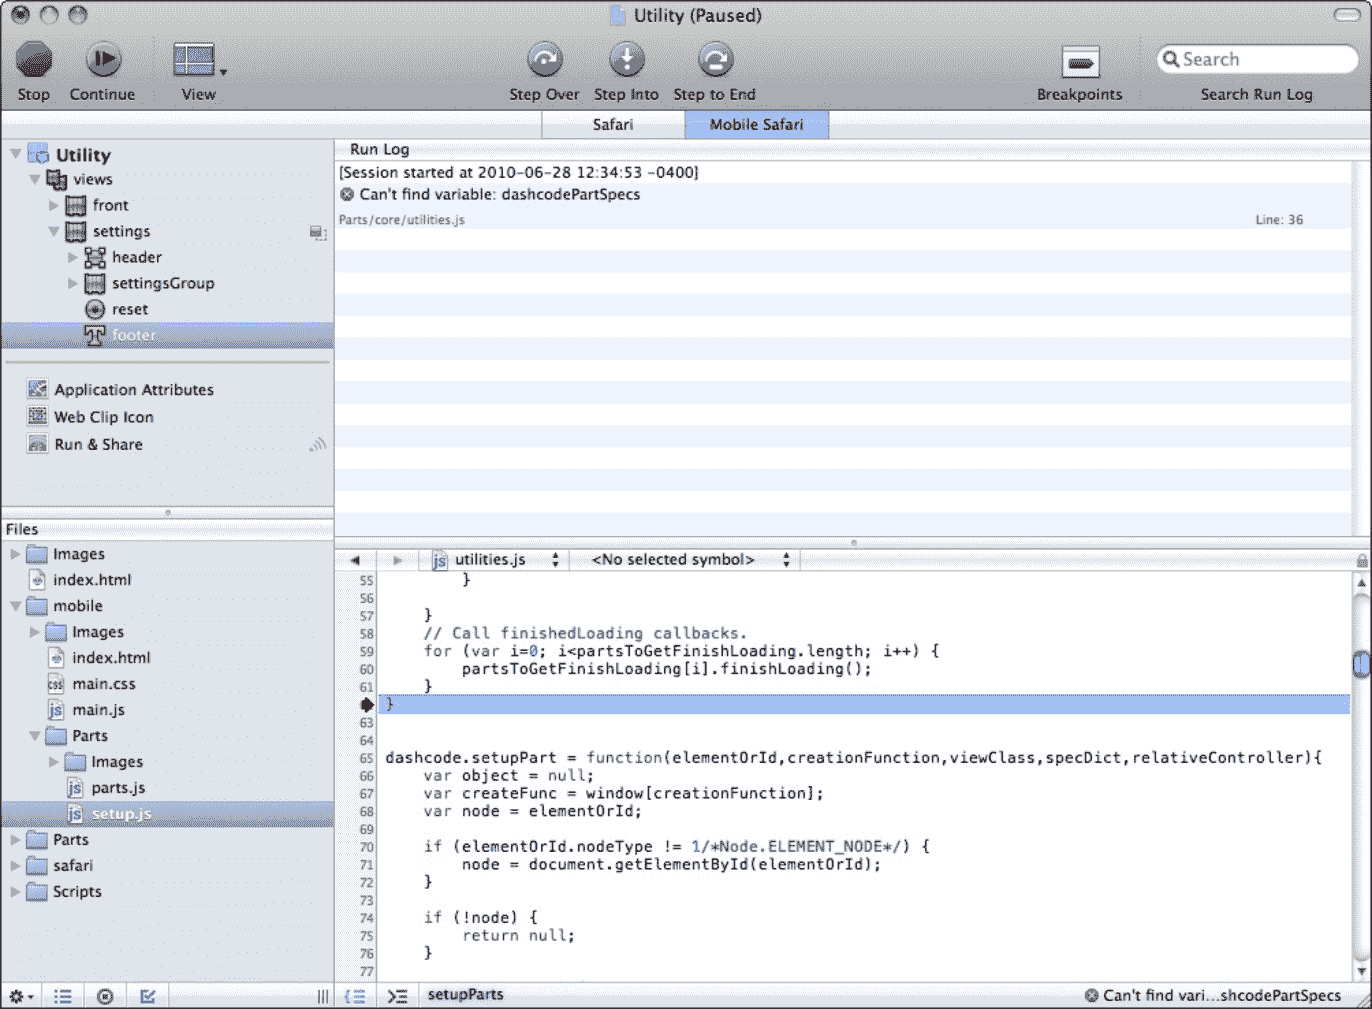 Utility (Paused)
Stop
Continue
View
Step Over
Step Into
Step to End
Breakpoints
Search
Search Run Log
Safari
Mobile Safari
Utility
views
front
settings
header
settingsGroup
reset
footer
Application Attributes
Web Clip Icon
Run & Share
Run Log
[Session started at 2010-06-28 12:34:53 -0400]
Can't find variable: dashcodePartSpecs
Parts/core/utilities.js
Line: 36
Files
Images
index.html
mobile
Images
index.html
main.css
main.js
Parts
Images
parts.js
setup.js
Parts
safari
Scripts
utilities.js
<No selected symbol>
55 }
56
57 }
58 // Call finishedLoading callbacks.
59 for (var i=0; i<partsToGetFinishLoading.length; i++) {
60 partsToGetFinishLoading[i].finishLoading();
61 }
}
63
64
65 dashcode.setupPart = function(elementOrId,creationFunction,viewClass,specDict,relativeController){
66 var object = null;
67 var createFunc = window[creationFunction];
68 var node = elementOrId;
69
70 if (elementOrId.nodeType != 1/*Node.ELEMENT_NODE*/) {
71 node = document.getElementById(elementOrId);
72 }
73
74 if (!node) {
75 return null;
76 }
77
setupParts
Can't find vari...shcodePartSpecs